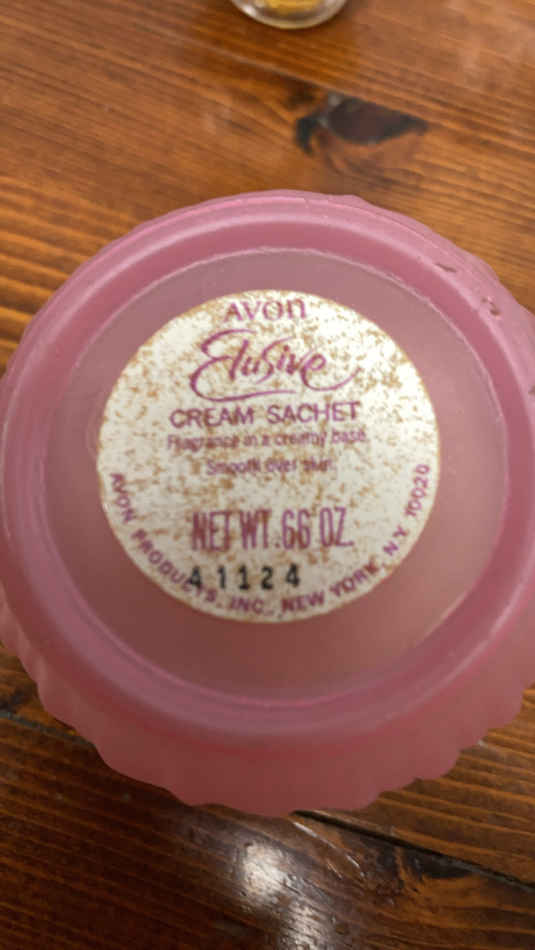 AVON
Elusive
CREAM SACHET
Fragrance in a creamy base.
Smooth over skin.
NET WT. .66 OZ.
A1124
AVON PRODUCTS, INC., NEW YORK, N.Y. 10020